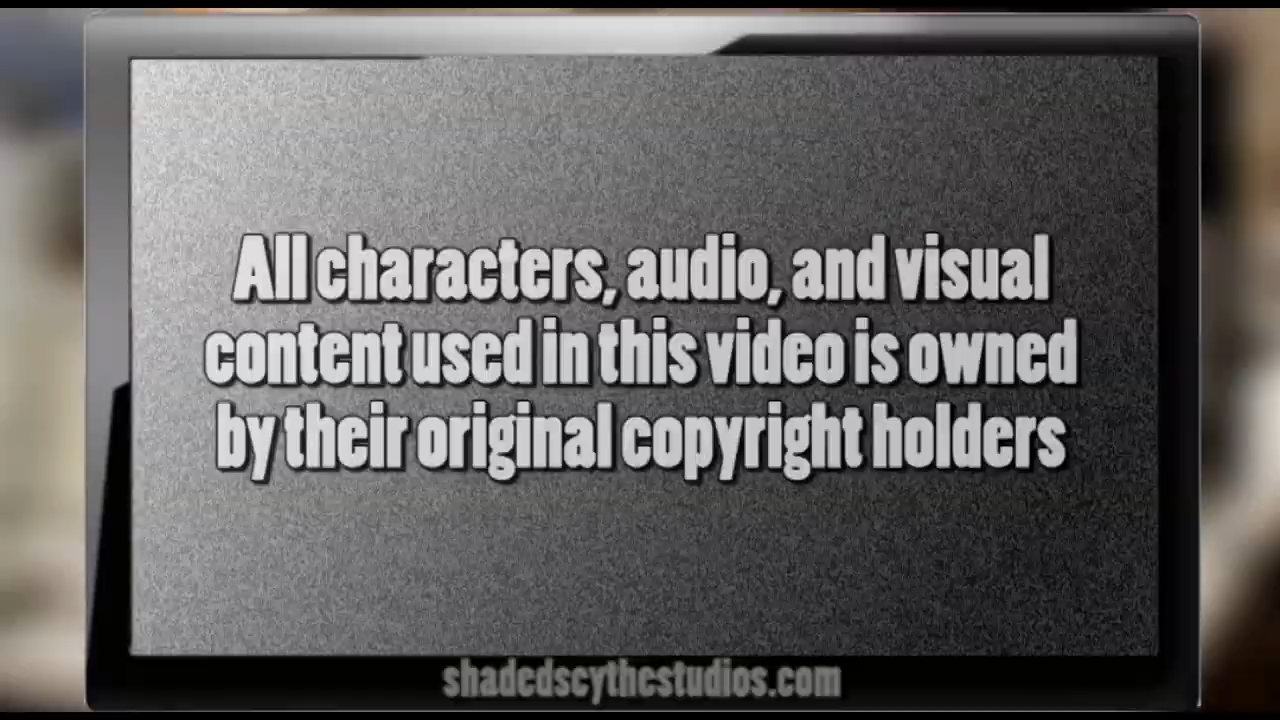 All characters, audio, and visual
content used in this video is owned
by their original copyright holders
shadedscythestudios.com